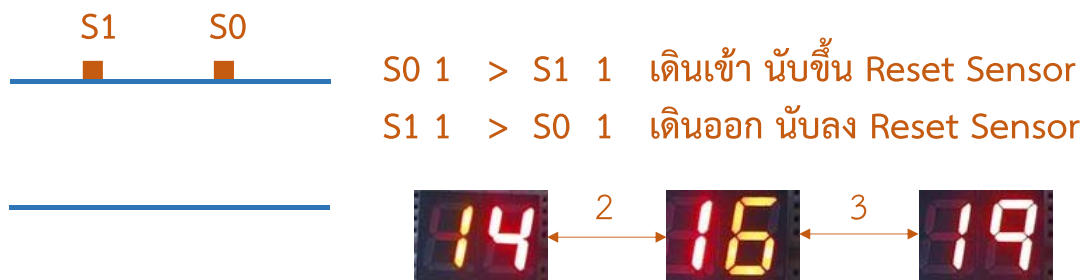 S1 S0
S0 1 > S1 1 เดินเข้า นับขึ้น Reset Sensor
S1 1 > S0 1 เดินออก นับลง Reset Sensor
14 2 16 3 19